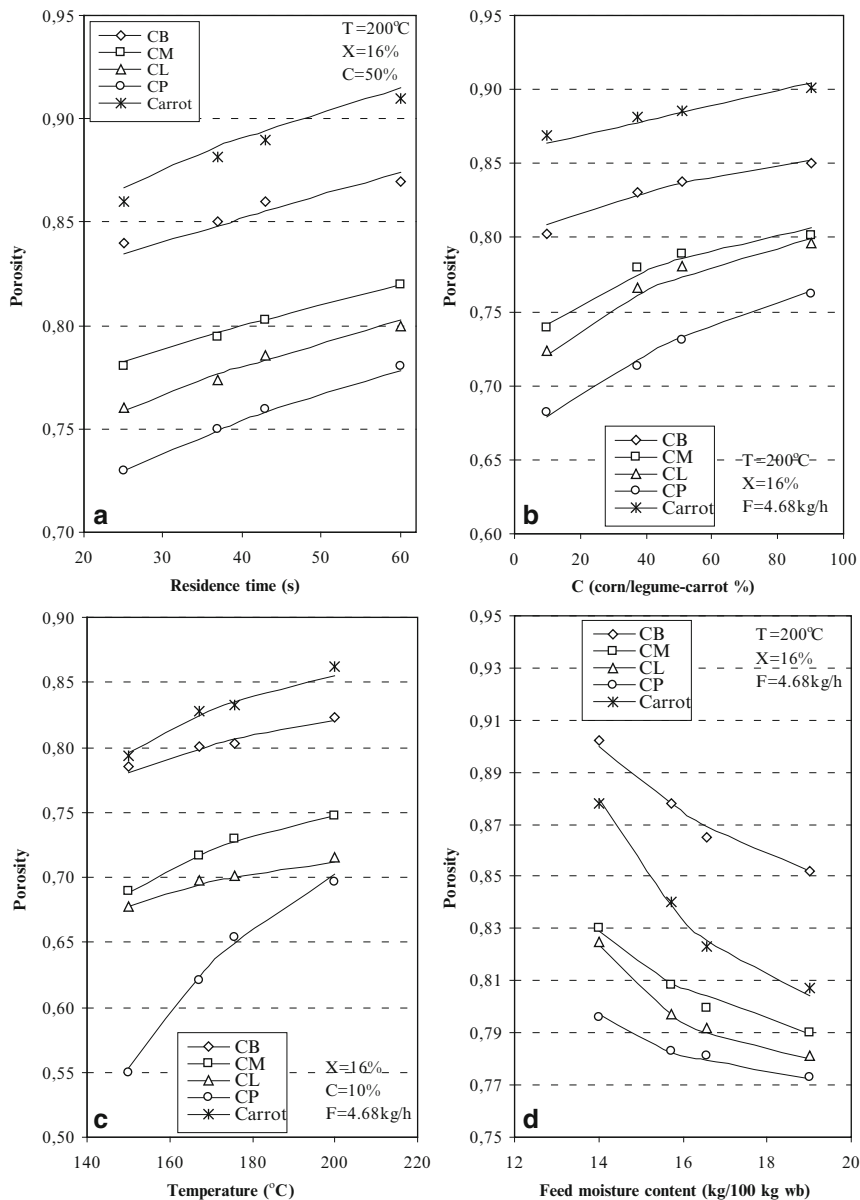 0,95
0,90
0,85
0,80
0,75
0,70
Porosity
CB
CM
CL
CP
Carrot
T=200°C
X=16%
C=50%
a
20
30
40
50
60
Residence time (s)
1,00
0,95
0,90
0,85
0,80
0,75
0,70
0,65
0,60
Porosity
CB
CM
CL
CP
Carrot
T=200°C
X=16%
F=4.68kg/h
b
0
20
40
60
80
100
C (corn/legume-carrot %)
0,90
0,85
0,80
0,75
0,70
0,65
0,60
0,55
0,50
Porosity
CB
CM
CL
CP
Carrot
X=16%
C=10%
F=4.68kg/h
c
140
160
180
200
220
Temperature (°C)
0,95
0,93
0,91
0,89
0,87
0,85
0,83
0,81
0,79
0,77
0,75
Porosity
CB
CM
CL
CP
Carrot
T=200°C
X=16%
F=4.68kg/h
d
12
14
16
18
20
Feed moisture content (kg/100 kg wb)